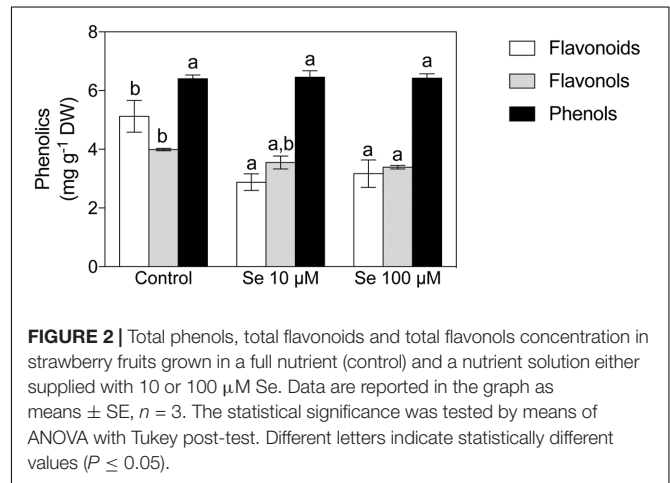 8
6
4
2
0
Phenolics
(mg g⁻¹ DW)
b
b
a
a
a,b
a
a
a
a
Control
Se 10 µM
Se 100 µM
Flavonoids
Flavonols
Phenols
FIGURE 2 | Total phenols, total flavonoids and total flavonols concentration in
strawberry fruits grown in a full nutrient (control) and a nutrient solution either
supplied with 10 or 100 µM Se. Data are reported in the graph as
means ± SE, n = 3. The statistical significance was tested by means of
ANOVA with Tukey post-test. Different letters indicate statistically different
values (P ≤ 0.05).